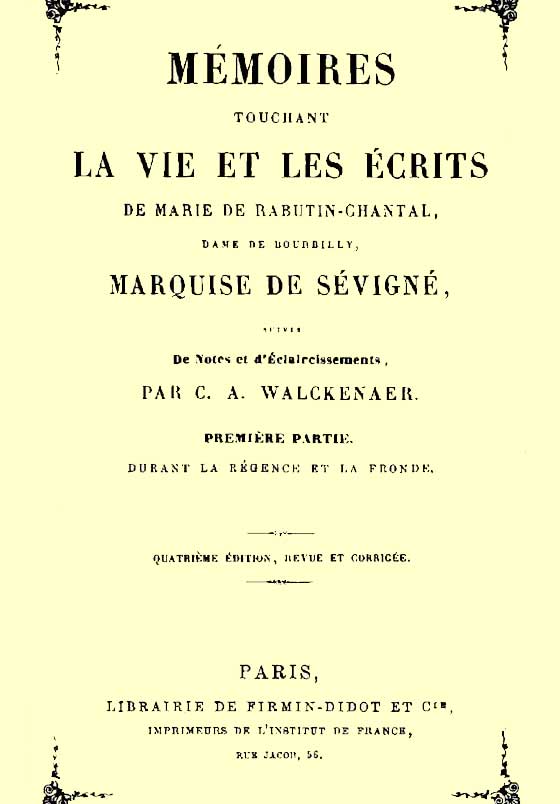 MÉMOIRES
TOUCHANT
LA VIE ET LES ÉCRITS
DE MARIE DE RABUTIN-CHANTAL,
DAME DE BOURBILLY,
MARQUISE DE SÉVIGNÉ,
SUIVIS
De Notes et d'Éclaircissements,
PAR C. A. WALCKENAER.
PREMIÈRE PARTIE.
DURANT LA RÉGENCE ET LA FRONDE.
QUATRIÈME ÉDITION, REVUE ET CORRIGÉE.
PARIS,
LIBRAIRIE DE FIRMIN-DIDOT ET Cie,
IMPRIMEURS DE L'INSTITUT DE FRANCE,
RUE JACOB, 56.